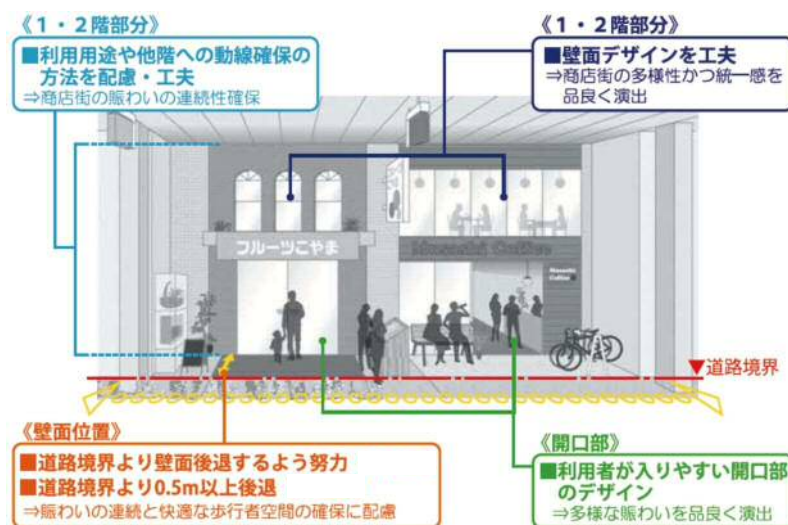 《１・２階部分》
■利用用途や他階への動線確保の
方法を配慮・工夫
⇒商店街の賑わいの連続性確保
《１・２階部分》
■壁面デザインを工夫
⇒商店街の多様性かつ統一感を
品良く演出
フルーツこやま
Musashi Coffee
Musashi
Coffee
▼道路境界
《壁面位置》
■道路境界より壁面後退するよう努力
■道路境界より0.5m以上後退
⇒賑わいの連続と快適な歩行者空間の確保に配慮
《開口部》
■利用者が入りやすい開口部
のデザイン
⇒多様な賑わいを品良く演出